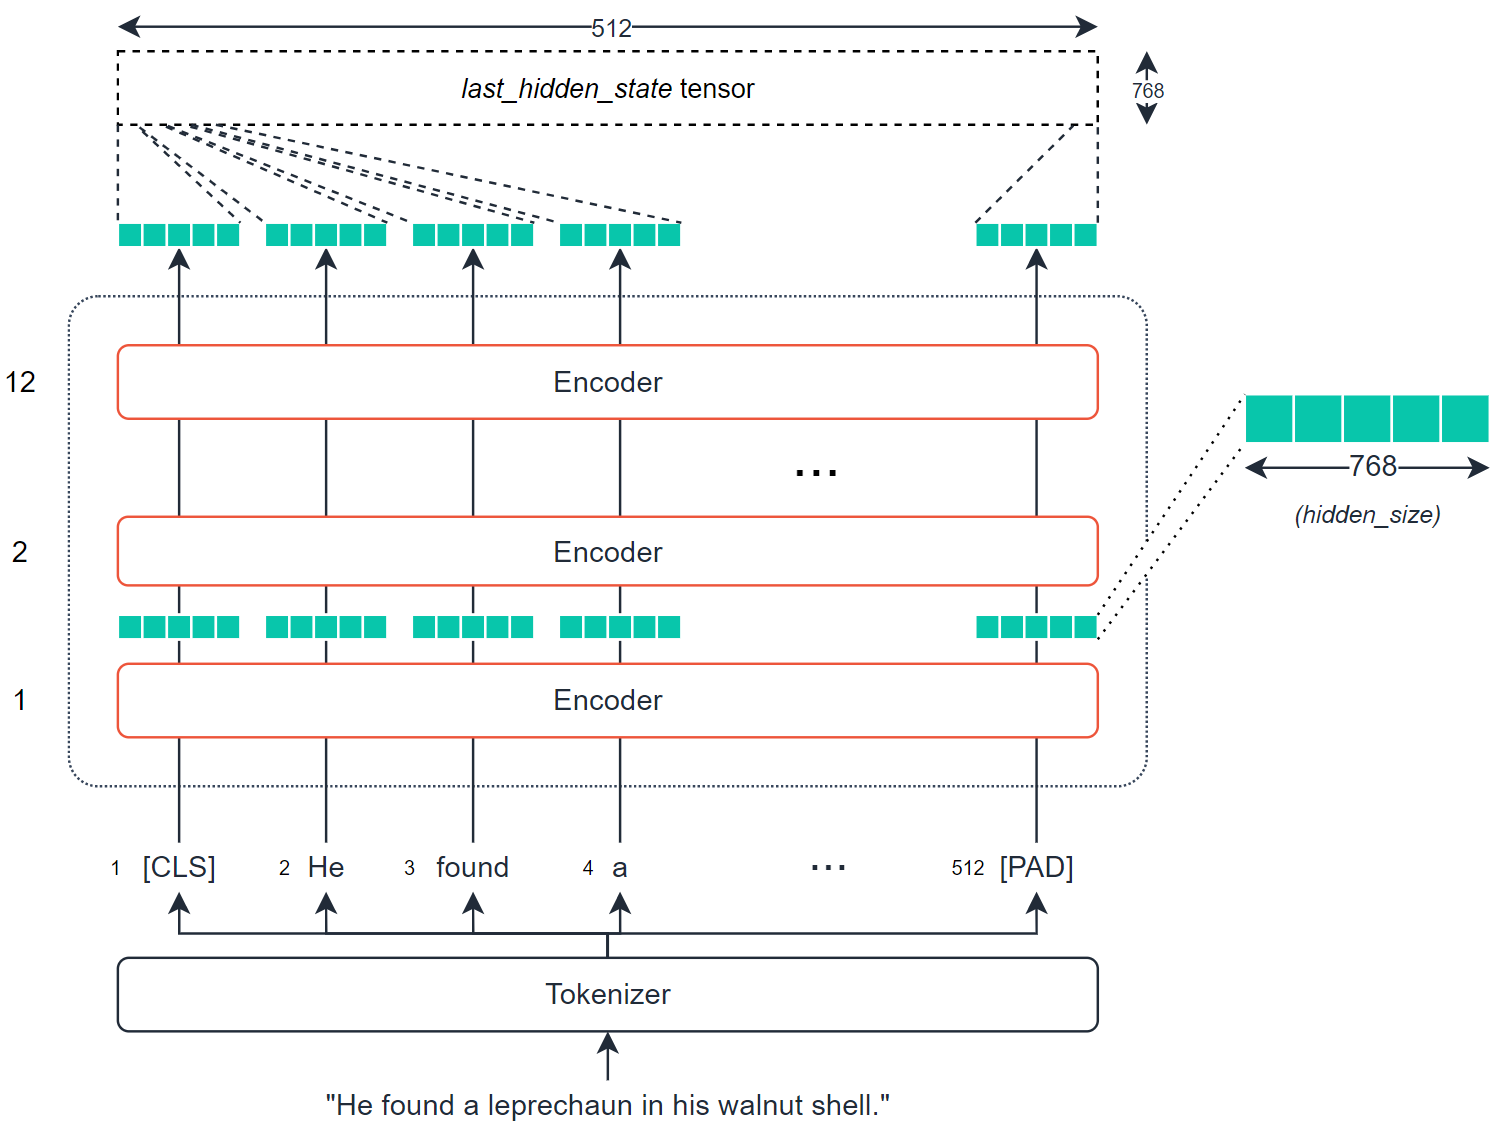 512
last_hidden_state tensor
768
12
Encoder
...
768
(hidden_size)
2
Encoder
1
Encoder
1 [CLS] 2 He 3 found 4 a ... 512 [PAD]
Tokenizer
"He found a leprechaun in his walnut shell."